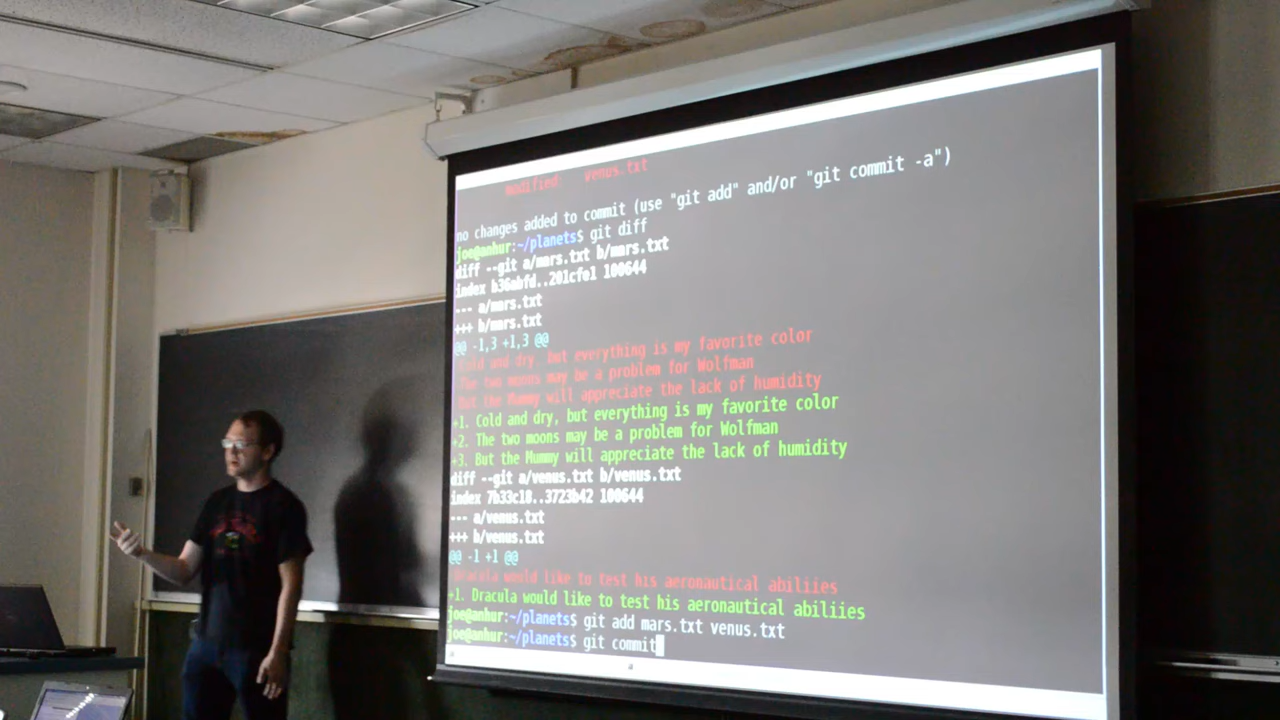 modified: venus.txt
no changes added to commit (use "git add" and/or "git commit -a")
joe@anhur:~/planets$ git diff
diff --git a/mars.txt b/mars.txt
index b36abfd..201cfe1 100644
--- a/mars.txt
+++ b/mars.txt
@@ -1,3 +1,3 @@
-Cold and dry, but everything is my favorite color
-The two moons may be a problem for Wolfman
-But the Mummy will appreciate the lack of humidity
+1. Cold and dry, but everything is my favorite color
+2. The two moons may be a problem for Wolfman
+3. But the Mummy will appreciate the lack of humidity
diff --git a/venus.txt b/venus.txt
index 7b33c18..3723b42 100644
--- a/venus.txt
+++ b/venus.txt
@@ -1 +1 @@
-Dracula would like to test his aeronautical abiliies
+1. Dracula would like to test his aeronautical abiliies
joe@anhur:~/planets$ git add mars.txt venus.txt
joe@anhur:~/planets$ git commit